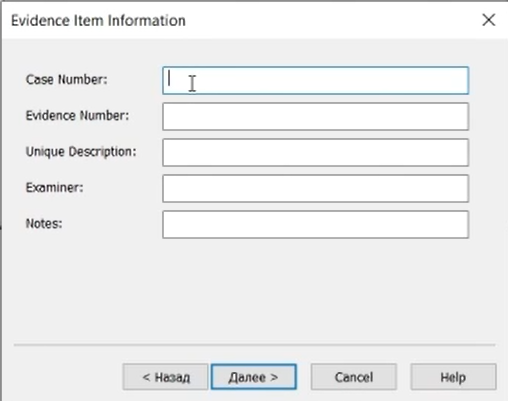 Evidence Item Information
Case Number:
Evidence Number:
Unique Description:
Examiner:
Notes:
< Назад Далее > Cancel Help